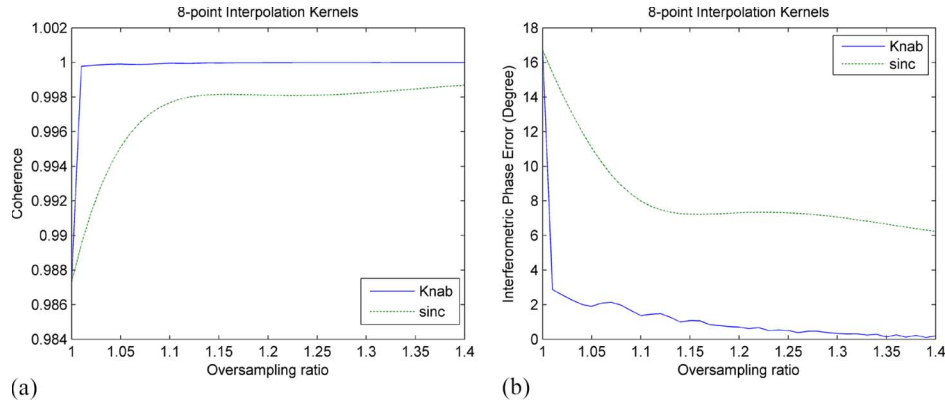 8-point Interpolation Kernels
1.002
1
0.998
0.996
0.994
0.992
0.99
0.988
0.986
0.984
Coherence
Knab
sinc
1 1.05 1.1 1.15 1.2 1.25 1.3 1.35 1.4
Oversampling ratio
(a)
8-point Interpolation Kernels
18
16
14
12
10
8
6
4
2
0
Interferometric Phase Error (Degree)
Knab
sinc
1 1.05 1.1 1.15 1.2 1.25 1.3 1.35 1.4
Oversampling ratio
(b)